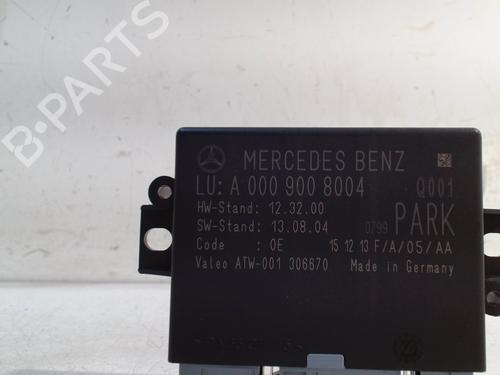 B-PARTS
MERCEDES BENZ
LU: A 000 900 8004 Q001
HW-Stand: 12.32.00
SW-Stand: 13.08.04 0799 PARK
Code : 0E 15 12 13 F/A/05/AA
Valeo ATW-001 306670 Made in Germany